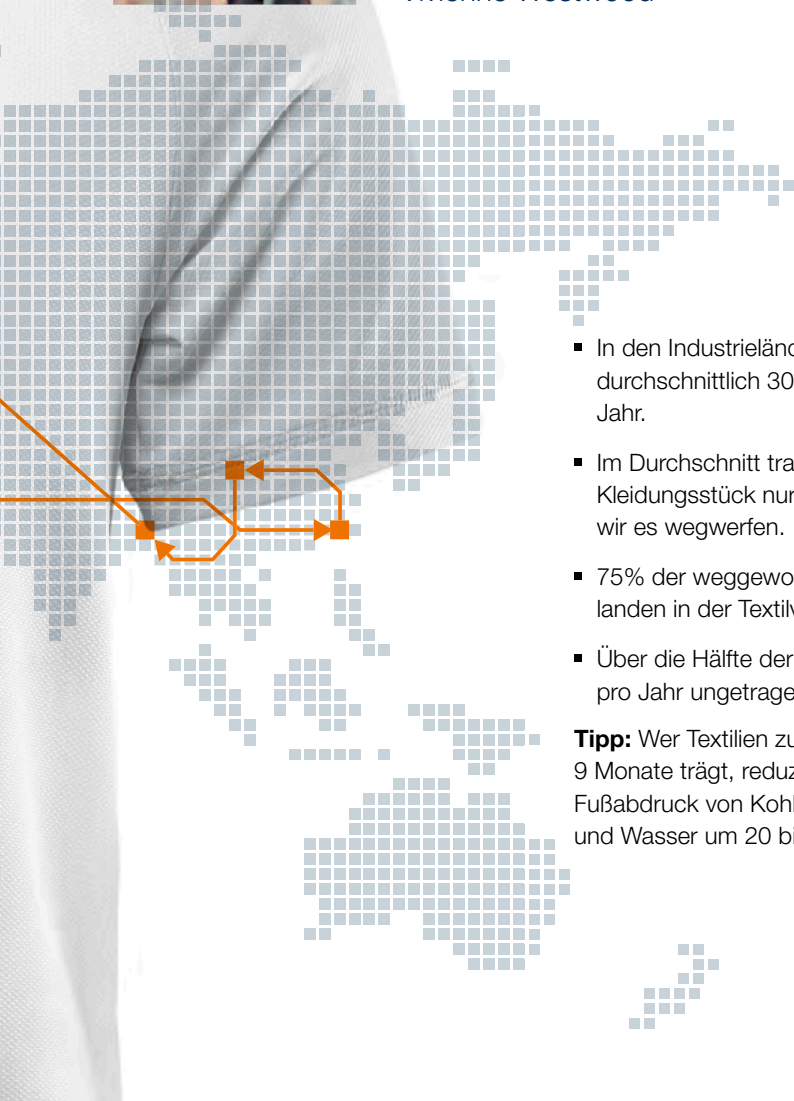 Westwood
In den Industrieländ
durchschnittlich 30
Jahr.
Im Durchschnitt tra
Kleidungsstück nur
wir es wegwerfen.
75% der weggewo
landen in der Textilv
Über die Hälfte der
pro Jahr ungetrage
Tipp: Wer Textilien zu
9 Monate trägt, reduz
Fußabdruck von Kohl
und Wasser um 20 bi